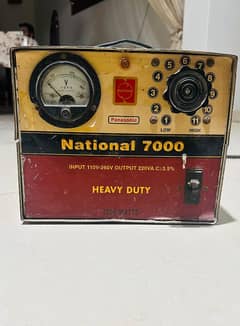 V
Panasonic
1 2 3 4 5 6 7 8 9 10 11
LOW HIGH
National 7000
INPUT 110V-260V OUTPUT 220VA C±3.5%
HEAVY DUTY